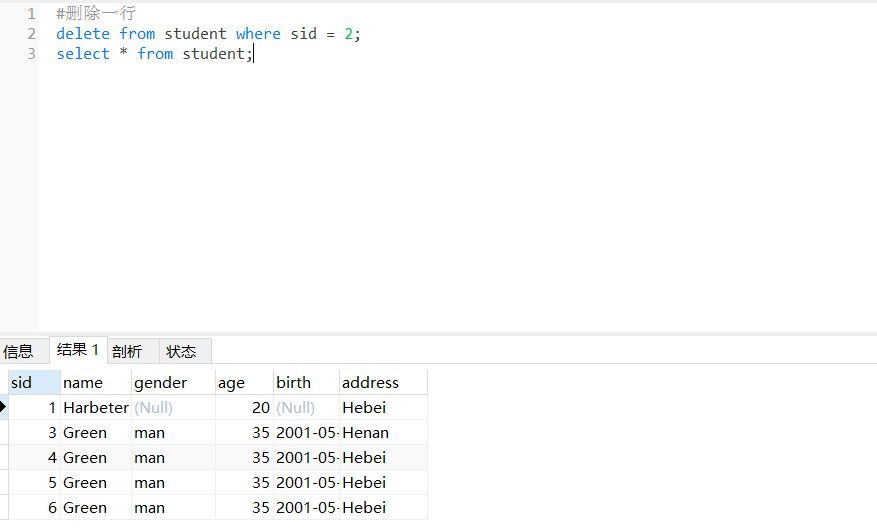 1 #删除一行
2 delete from student where sid = 2;
3 select * from student;
信息 结果 1 剖析 状态
sid name gender age birth address
1 Harbeter (Null) 20 (Null) Hebei
3 Green man 35 2001-05- Henan
4 Green man 35 2001-05- Hebei
5 Green man 35 2001-05- Hebei
6 Green man 35 2001-05- Hebei